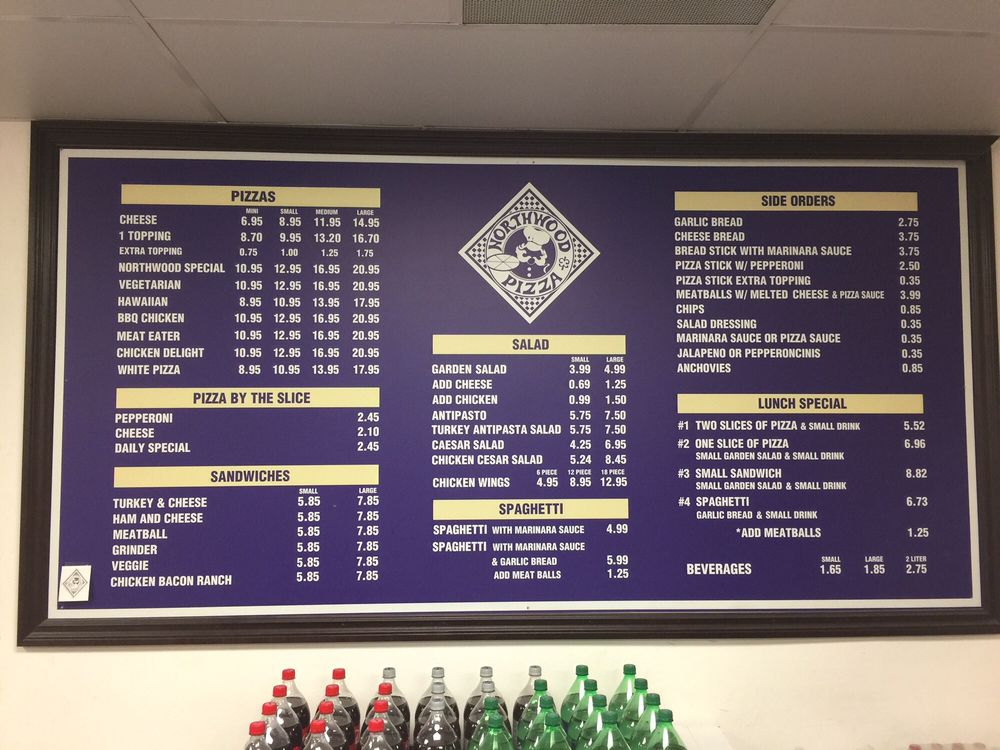 PIZZAS
MINI SMALL MEDIUM LARGE
CHEESE 6.95 8.95 11.95 14.95
1 TOPPING 8.70 9.95 13.20 16.70
EXTRA TOPPING 0.75 1.00 1.25 1.75
NORTHWOOD SPECIAL 10.95 12.95 16.95 20.95
VEGETARIAN 10.95 12.95 16.95 20.95
HAWAIIAN 8.95 10.95 13.95 17.95
BBQ CHICKEN 10.95 12.95 16.95 20.95
MEAT EATER 10.95 12.95 16.95 20.95
CHICKEN DELIGHT 10.95 12.95 16.95 20.95
WHITE PIZZA 8.95 10.95 13.95 17.95
PIZZA BY THE SLICE
PEPPERONI 2.45
CHEESE 2.10
DAILY SPECIAL 2.45
SANDWICHES
SMALL LARGE
TURKEY & CHEESE 5.85 7.85
HAM AND CHEESE 5.85 7.85
MEATBALL 5.85 7.85
GRINDER 5.85 7.85
VEGGIE 5.85 7.85
CHICKEN BACON RANCH 5.85 7.85
NORTHWOOD
PIZZA
SALAD
SMALL LARGE
GARDEN SALAD 3.99 4.99
ADD CHEESE 0.69 1.25
ADD CHICKEN 0.99 1.50
ANTIPASTO 5.75 7.50
TURKEY ANTIPASTA SALAD 5.75 7.50
CAESAR SALAD 4.25 6.95
CHICKEN CESAR SALAD 5.24 8.45
6 PIECE 12 PIECE 18 PIECE
CHICKEN WINGS 4.95 8.95 12.95
SPAGHETTI
SPAGHETTI WITH MARINARA SAUCE 4.99
SPAGHETTI WITH MARINARA SAUCE
& GARLIC BREAD 5.99
ADD MEAT BALLS 1.25
SIDE ORDERS
GARLIC BREAD 2.75
CHEESE BREAD 3.75
BREAD STICK WITH MARINARA SAUCE 3.75
PIZZA STICK W/ PEPPERONI 2.50
PIZZA STICK EXTRA TOPPING 0.35
MEATBALLS W/ MELTED CHEESE & PIZZA SAUCE 3.99
CHIPS 0.85
SALAD DRESSING 0.35
MARINARA SAUCE OR PIZZA SAUCE 0.35
JALAPENO OR PEPPERONCINIS 0.35
ANCHOVIES 0.85
LUNCH SPECIAL
#1 TWO SLICES OF PIZZA & SMALL DRINK 5.52
#2 ONE SLICE OF PIZZA 6.96
SMALL GARDEN SALAD & SMALL DRINK
#3 SMALL SANDWICH 8.82
SMALL GARDEN SALAD & SMALL DRINK
#4 SPAGHETTI 6.73
GARLIC BREAD & SMALL DRINK
*ADD MEATBALLS 1.25
SMALL LARGE 2 LITER
BEVERAGES 1.65 1.85 2.75